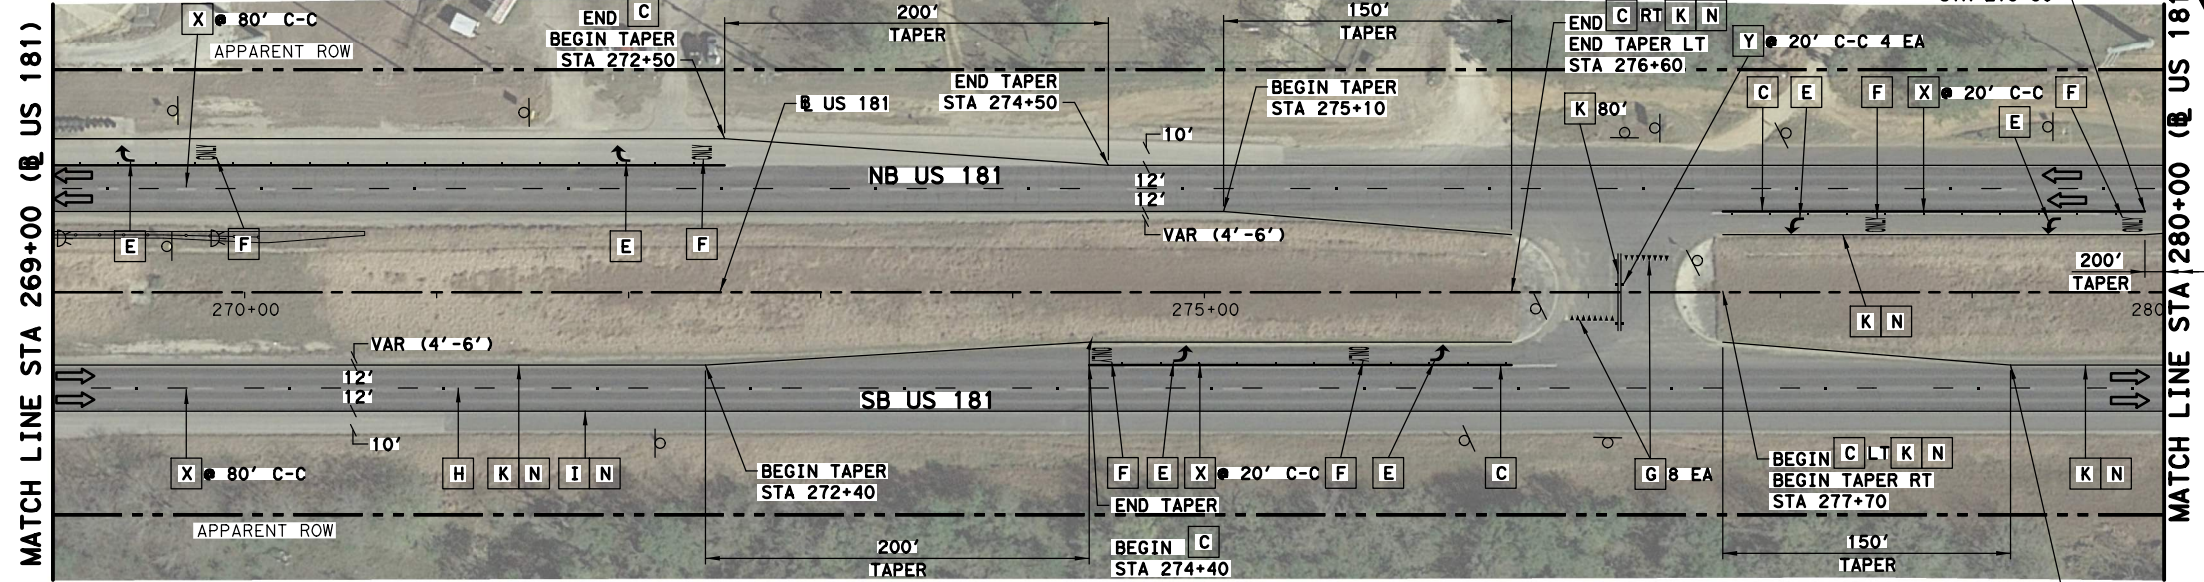 MATCH LINE STA 269+00 (BL US 181)
X @ 80' C-C
APPARENT ROW
END C
BEGIN TAPER
STA 272+50
200'
TAPER
END TAPER
STA 274+50
BL US 181
150'
TAPER
BEGIN TAPER
STA 275+10
END C RT K N
END TAPER LT
STA 276+60
Y @ 20' C-C 4 EA
K 80'
C E F X @ 20' C-C F
E
10'
12'
12'
VAR (4'-6')
NB US 181
ONLY
ONLY
ONLY
ONLY
E F E F
270+00
275+00
280
200'
TAPER
K N
VAR (4'-6')
12'
12'
10'
SB US 181
ONLY
ONLY
X @ 80' C-C
H K N I N
BEGIN TAPER
STA 272+40
F E X @ 20' C-C F E C
END TAPER
G 8 EA
BEGIN C LT K N
BEGIN TAPER RT
STA 277+70
K N
APPARENT ROW
200'
TAPER
BEGIN C
STA 274+40
150'
TAPER
MATCH LINE STA 280+00 (BL US 181